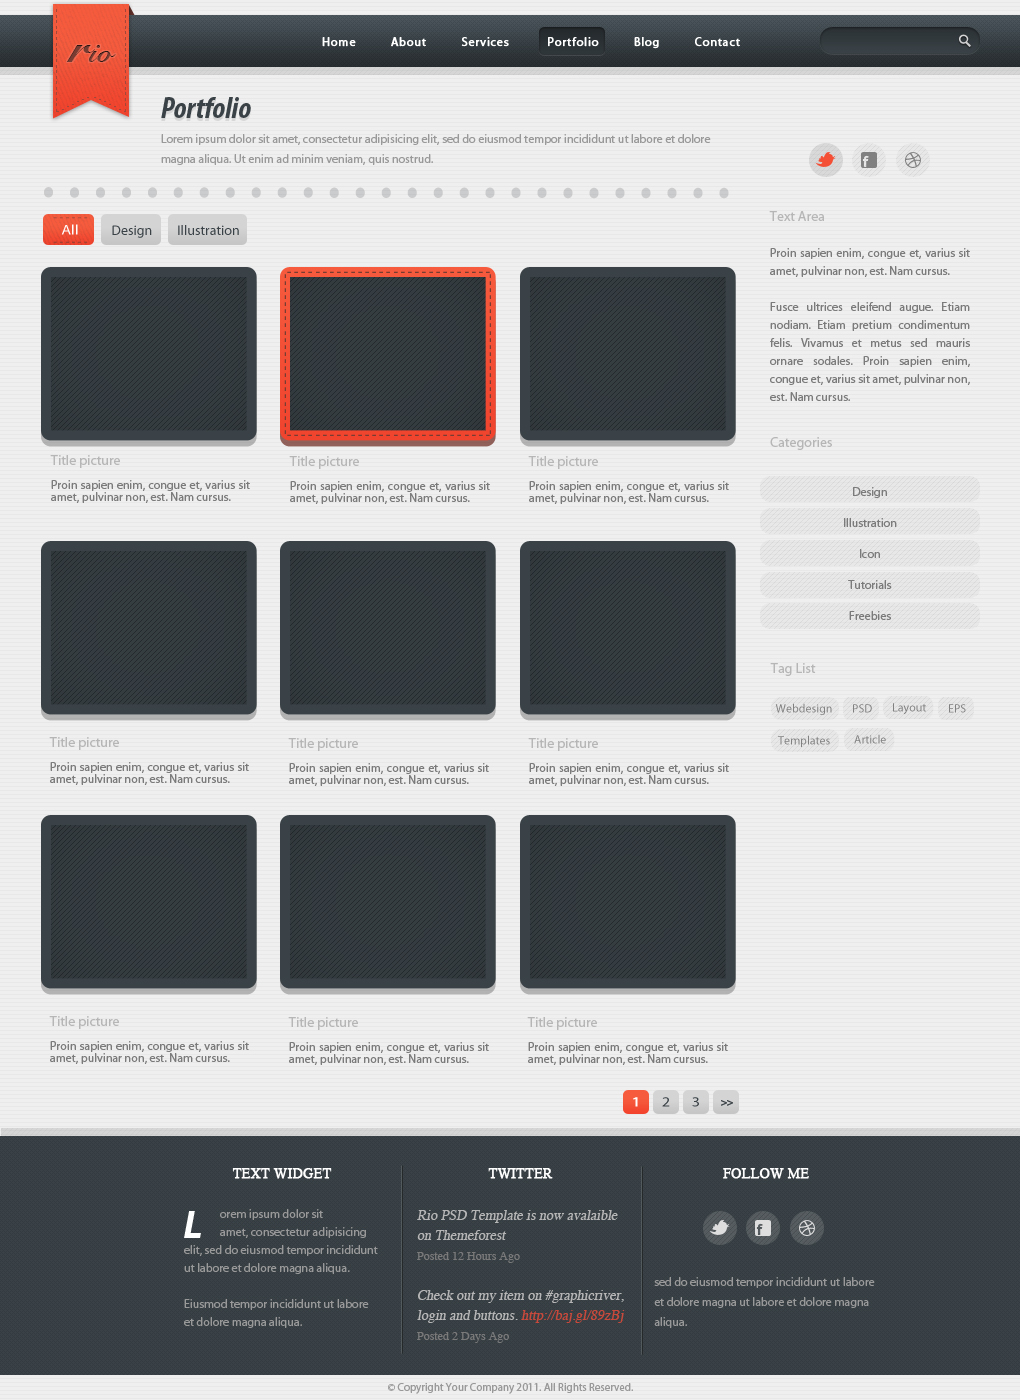 Rio
Home About Services Portfolio Blog Contact
Portfolio
Lorem ipsum dolor sit amet, consectetur adipisicing elit, sed do eiusmod tempor incididunt ut labore et dolore
magna aliqua. Ut enim ad minim veniam, quis nostrud.
All Design Illustration
Title picture
Proin sapien enim, congue et, varius sit
amet, pulvinar non, est. Nam cursus.
Title picture
Proin sapien enim, congue et, varius sit
amet, pulvinar non, est. Nam cursus.
Title picture
Proin sapien enim, congue et, varius sit
amet, pulvinar non, est. Nam cursus.
Title picture
Proin sapien enim, congue et, varius sit
amet, pulvinar non, est. Nam cursus.
Title picture
Proin sapien enim, congue et, varius sit
amet, pulvinar non, est. Nam cursus.
Title picture
Proin sapien enim, congue et, varius sit
amet, pulvinar non, est. Nam cursus.
Title picture
Proin sapien enim, congue et, varius sit
amet, pulvinar non, est. Nam cursus.
Title picture
Proin sapien enim, congue et, varius sit
amet, pulvinar non, est. Nam cursus.
Title picture
Proin sapien enim, congue et, varius sit
amet, pulvinar non, est. Nam cursus.
1 2 3 >>
Text Area
Proin sapien enim, congue et, varius sit
amet, pulvinar non, est. Nam cursus.
Fusce ultrices eleifend augue. Etiam
nodiam. Etiam pretium condimentum
felis. Vivamus et metus sed mauris
ornare sodales. Proin sapien enim,
congue et, varius sit amet, pulvinar non,
est. Nam cursus.
Categories
Design
Illustration
Icon
Tutorials
Freebies
Tag List
Webdesign PSD Layout EPS
Templates Article
TEXT WIDGET
Lorem ipsum dolor sit
amet, consectetur adipisicing
elit, sed do eiusmod tempor incididunt
ut labore et dolore magna aliqua.
Eiusmod tempor incididunt ut labore
et dolore magna aliqua.
TWITTER
Rio PSD Template is now avalaible
on Themeforest
Posted 12 Hours Ago
Check out my item on #graphicriver,
login and buttons. http://baj.gl/89zBj
Posted 2 Days Ago
FOLLOW ME
sed do eiusmod tempor incididunt ut labore
et dolore magna ut labore et dolore magna
aliqua.
© Copyright Your Company 2011. All Rights Reserved.